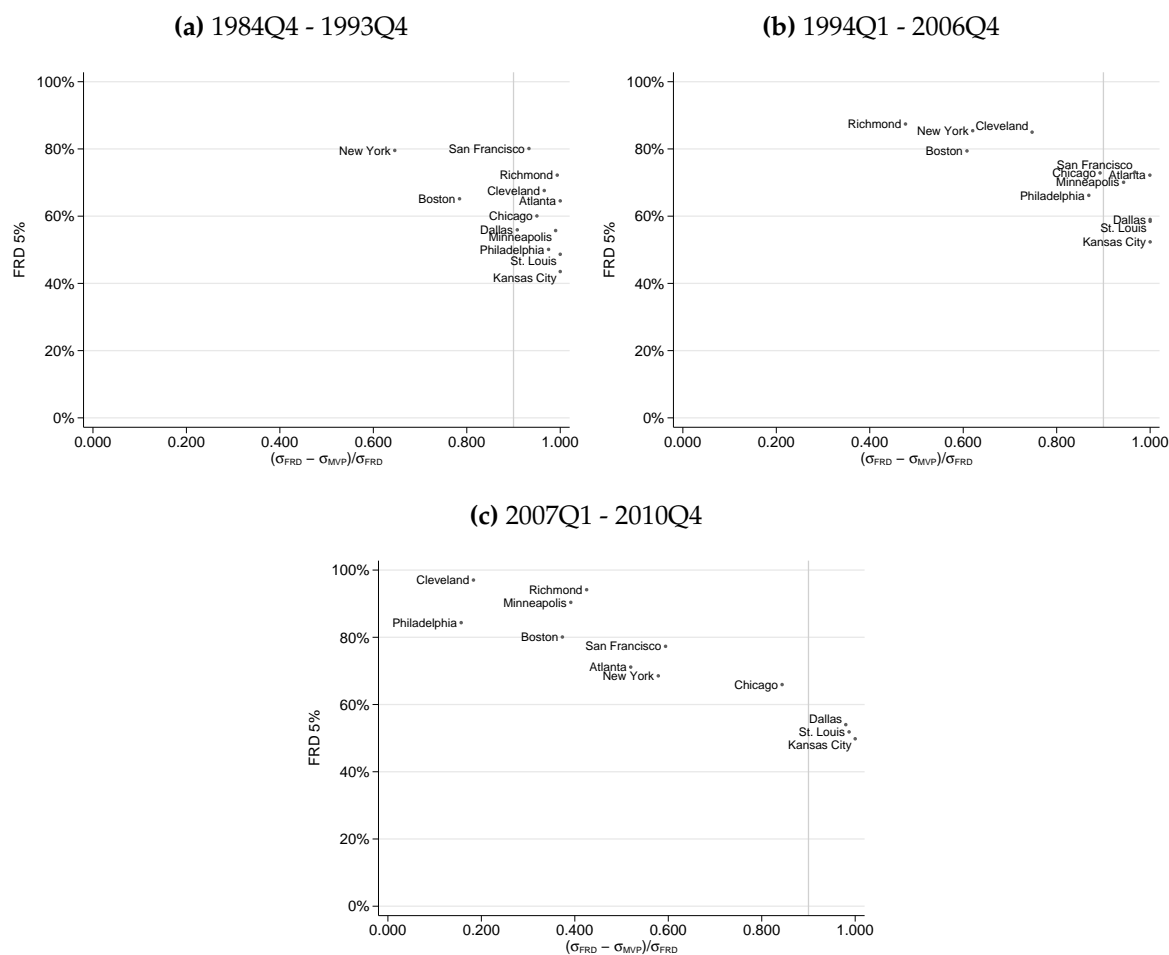 (a) 1984Q4 - 1993Q4
100%
80%
60%
40%
20%
0%
FRD 5%
New York
San Francisco
Richmond
Cleveland
Boston
Atlanta
Chicago
Dallas
Minneapolis
Philadelphia
St. Louis
Kansas City
0.000 0.200 0.400 0.600 0.800 1.000
(σFRD − σMVP)/σFRD
(b) 1994Q1 - 2006Q4
100%
80%
60%
40%
20%
0%
FRD 5%
Richmond
New York
Cleveland
Boston
San Francisco
Chicago
Atlanta
Minneapolis
Philadelphia
Dallas
St. Louis
Kansas City
0.000 0.200 0.400 0.600 0.800 1.000
(σFRD − σMVP)/σFRD
(c) 2007Q1 - 2010Q4
100%
80%
60%
40%
20%
0%
FRD 5%
Cleveland
Richmond
Minneapolis
Philadelphia
Boston
San Francisco
Atlanta
New York
Chicago
Dallas
St. Louis
Kansas City
0.000 0.200 0.400 0.600 0.800 1.000
(σFRD − σMVP)/σFRD